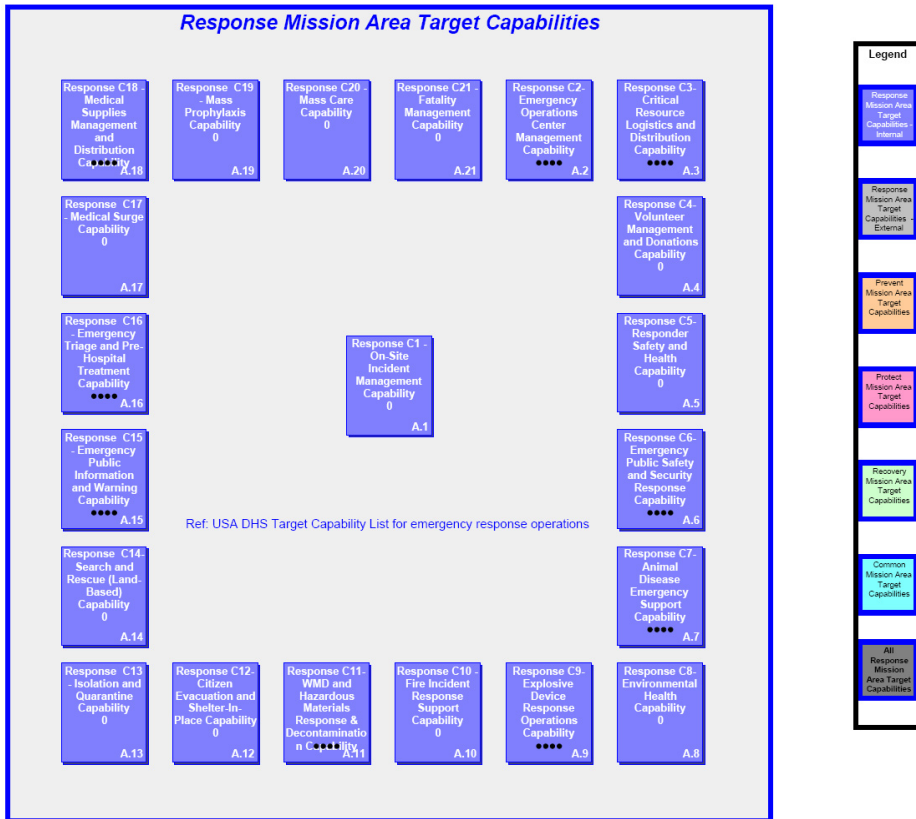 Response Mission Area Target Capabilities
Response C18 -
Medical
Supplies
Management
and
Distribution
Capability
A.18
Response  C19
- Mass
Prophylaxis
Capability
0
A.19
Response C20 -
Mass Care
Capability
0
A.20
Response C21 -
Fatality
Management
Capability
0
A.21
Response C2-
Emergency
Operations
Center
Management
Capability
A.2
Response C3-
Critical
Resource
Logistics and
Distribution
Capability
A.3
Response  C17
- Medical Surge
Capability
0
A.17
Response C4-
Volunteer
Management
and Donations
Capability
0
A.4
Response  C16
- Emergency
Triage and Pre-
Hospital
Treatment
Capability
A.16
Response C1 -
On-Site
Incident
Management
Capability
0
A.1
Response C5-
Responder
Safety and
Health
Capability
0
A.5
Response  C15
- Emergency
Public
Information
and Warning
Capability
A.15
Response C6-
Emergency
Public Safety
and Security
Response
Capability
A.6
Ref: USA DHS Target Capability List for emergency response operations
Response  C14-
Search and
Rescue (Land-
Based)
Capability
0
A.14
Response C7-
Animal
Disease
Emergency
Support
Capability
A.7
Response  C13
- Isolation and
Quarantine
Capability
0
A.13
Response C12-
Citizen
Evacuation and
Shelter-In-
Place Capability
0
A.12
Response C11-
WMD and
Hazardous
Materials
Response &
Decontaminatio
n Capability
A.11
Response C10 -
Fire Incident
Response
Support
Capability
0
A.10
Response C9-
Explosive
Device
Response
Operations
Capability
A.9
Response C8-
Environmental
Health
Capability
0
A.8
Legend
Response
Mission Area
Target
Capabilities -
Internal
Response
Mission Area
Target
Capabilities  -
External
Prevent
Mission Area
Target
Capabilities
Protect
Mission Area
Target
Capabilities
Recovery
Mission Area
Target
Capabilities
Common
Mission Area
Target
Capabilities
All
Response
Mission
Area Target
Capabilities